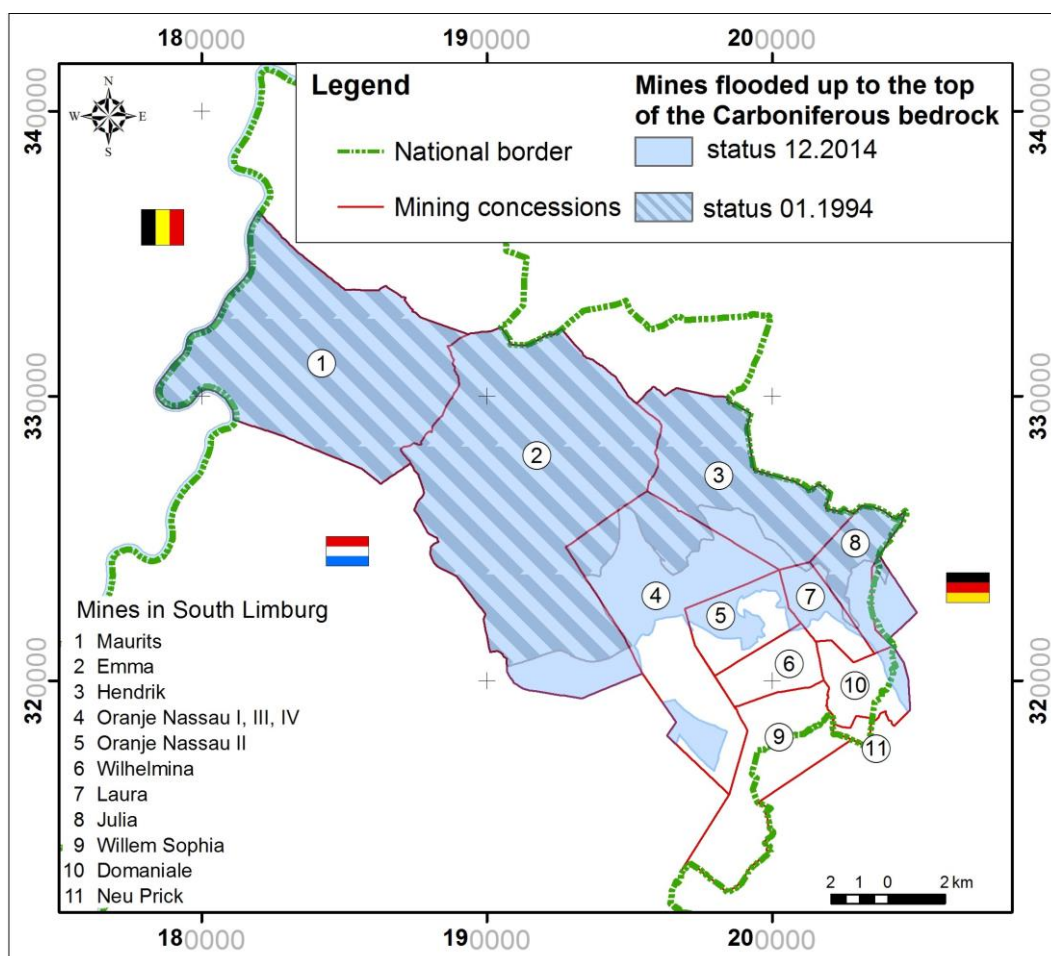 180000 190000 200000
N
W E
S
Legend
National border
Mining concessions
Mines flooded up to the top
of the Carboniferous bedrock
status 12.2014
status 01.1994
340000 340000
330000 330000
320000 320000
1
2
3
8
4
7
5
6
10
9
11
Mines in South Limburg
1 Maurits
2 Emma
3 Hendrik
4 Oranje Nassau I, III, IV
5 Oranje Nassau II
6 Wilhelmina
7 Laura
8 Julia
9 Willem Sophia
10 Domaniale
11 Neu Prick
2 1 0 2 km
180000 190000 200000